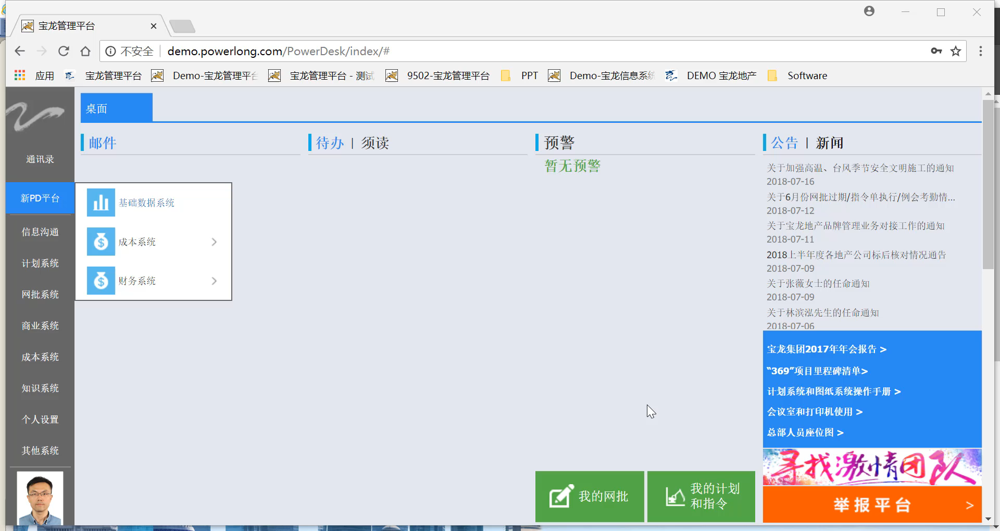 宝龙管理平台
不安全 demo.powerlong.com/PowerDesk/index/#
应用 宝龙管理平台 Demo-宝龙管理平台 宝龙管理平台 - 测试 9502-宝龙管理平台 PPT Demo-宝龙信息系统 DEMO 宝龙地产 Software
通讯录
新PD平台
信息沟通
计划系统
网批系统
商业系统
成本系统
知识系统
个人设置
其他系统
桌面
邮件
基础数据系统
成本系统
财务系统
待办 | 须读
预警
暂无预警
我的网批
我的计划
和指令
公告 | 新闻
关于加强高温、台风季节安全文明施工的通知
2018-07-16
关于6月份网批过期/指令单执行/例会考勤情...
2018-07-12
关于宝龙地产品牌管理业务对接工作的通知
2018-07-11
2018上半年度各地产公司标后核对情况通告
2018-07-09
关于张薇女士的任命通知
2018-07-09
关于林滨泓先生的任命通知
2018-07-06
宝龙集团2017年年会报告 >
“369”项目里程碑清单>
计划系统和图纸系统操作手册 >
会议室和打印机使用 >
总部人员座位图 >
寻找激情团队
举报平台 >